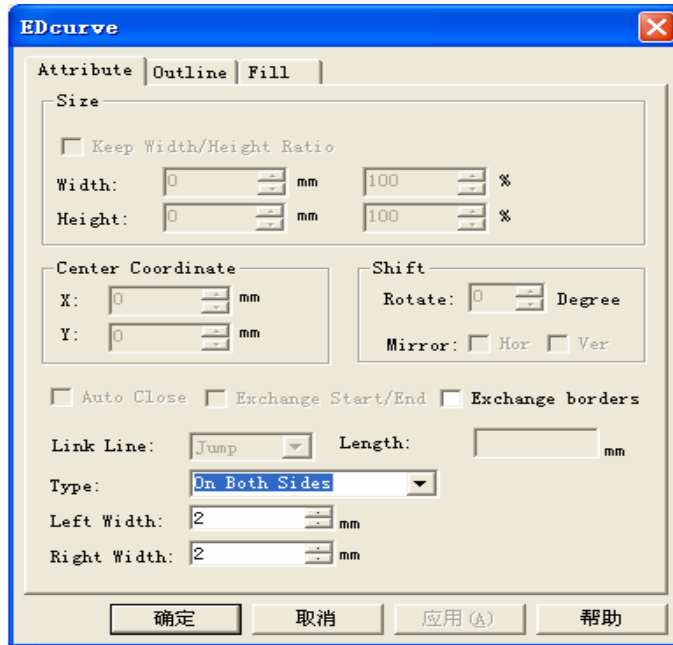 EDcurve
Attribute Outline Fill
Size
Keep Width/Height Ratio
Width: 0 mm 100 %
Height: 0 mm 100 %
Center Coordinate Shift
X: 0 mm Rotate: 0 Degree
Y: 0 mm Mirror: Hor Ver
Auto Close Exchange Start/End Exchange borders
Link Line: Jump Length: mm
Type: On Both Sides
Left Width: 2 mm
Right Width: 2 mm
确定 取消 应用(A) 帮助